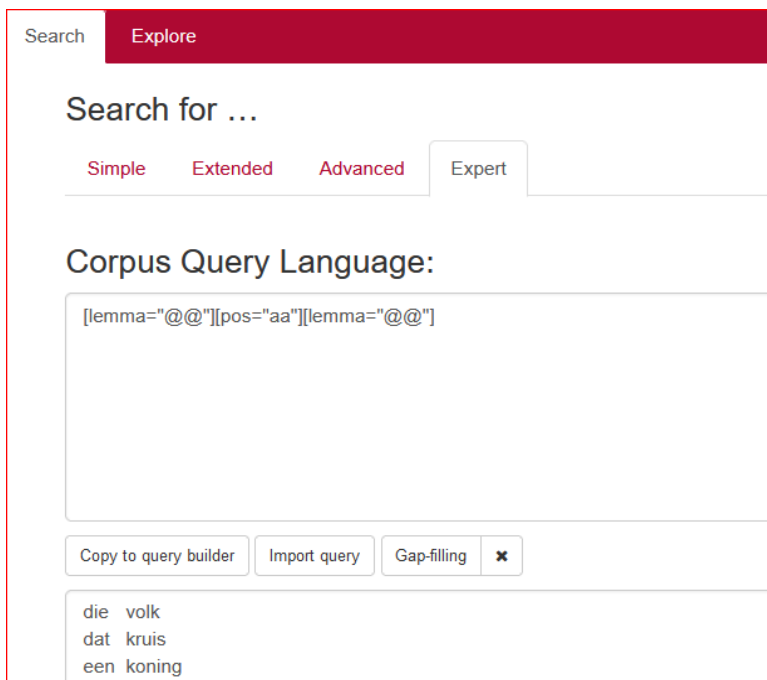 Search Explore
Search for …
Simple Extended Advanced Expert
Corpus Query Language:
[lemma="@@"][pos="aa"][lemma="@@"]
Copy to query builder Import query Gap-filling ✖
die volk
dat kruis
een koning